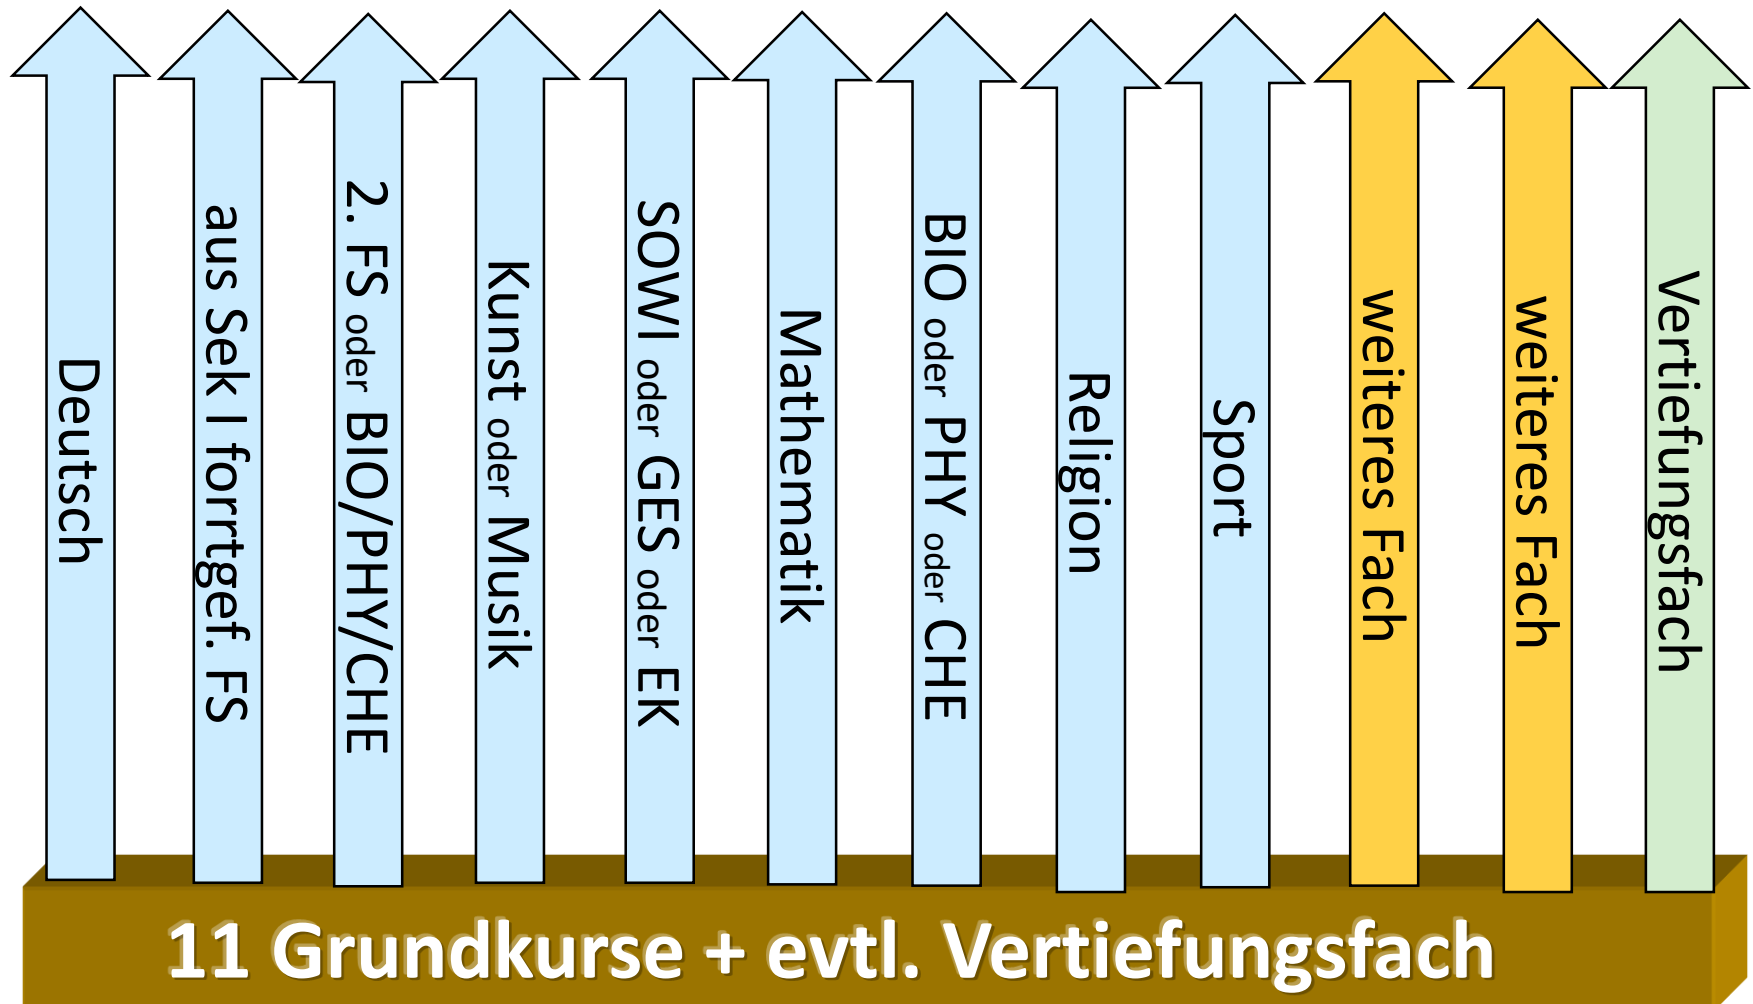 Deutsch
aus Sek I forrtgef. FS
2. FS oder BIO/PHY/CHE
Kunst oder Musik
SOWI oder GES oder EK
Mathematik
BIO oder PHY oder CHE
Religion
Sport
weiteres Fach
weiteres Fach
Vertiefungsfach
11 Grundkurse + evtl. Vertiefungsfach